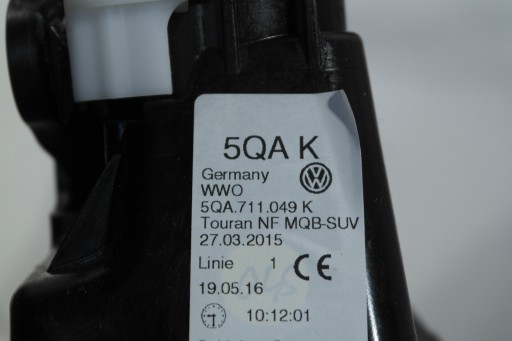 5QA K
Germany
WWO
5QA.711.049 K
Touran NF MQB-SUV
27.03.2015
Linie 1 CE
19.05.16
10:12:01